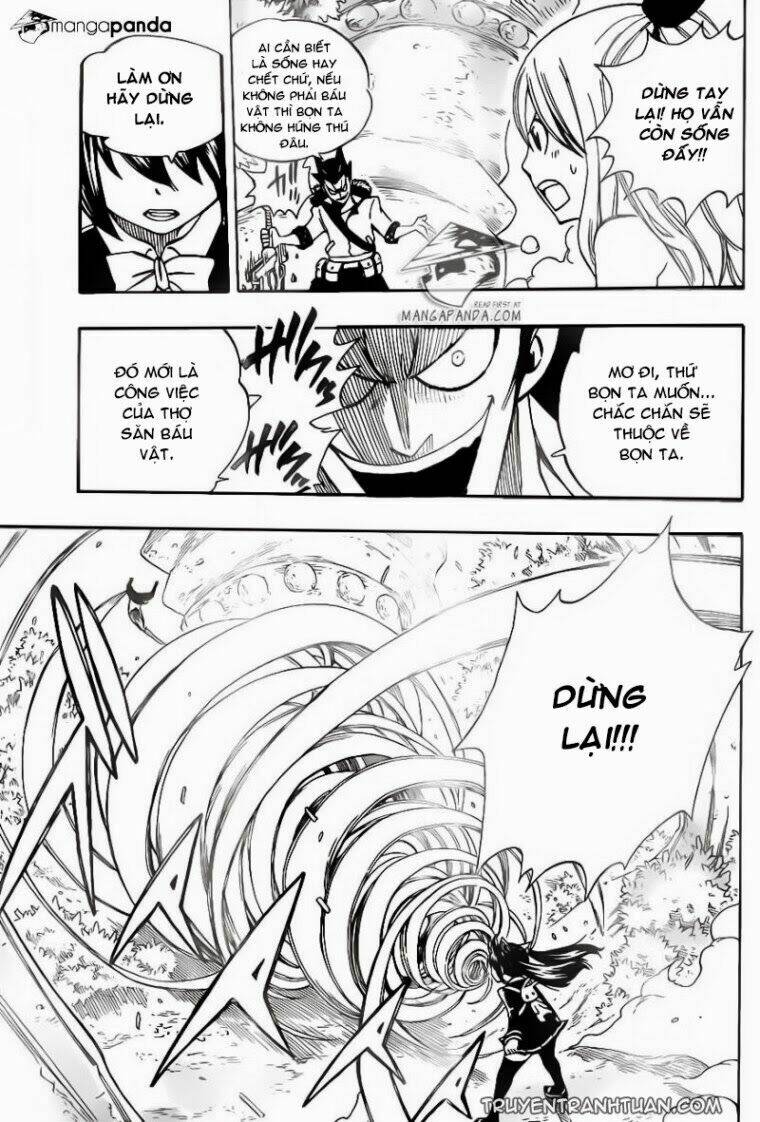 mangapanda
DỪNG TAY
LẠI! HỌ VẪN
CÒN SỐNG
ĐẤY!!
AI CẦN BIẾT
LÀ SỐNG HAY
CHẾT CHỨ, NẾU
KHÔNG PHẢI BÁU
VẬT THÌ BỌN TA
KHÔNG HỨNG THÚ
ĐÂU.
LÀM ƠN
HÃY DỪNG
LẠI.
READ FIRST AT
MANGAPANDA.COM
MƠ ĐI, THỨ
BỌN TA MUỐN...
CHẮC CHẮN SẼ
THUỘC VỀ
BỌN TA.
ĐÓ MỚI LÀ
CÔNG VIỆC
CỦA THỢ
SĂN BÁU
VẬT.
DỪNG
LẠI!!!
TRUYENTRANHTUAN.COM